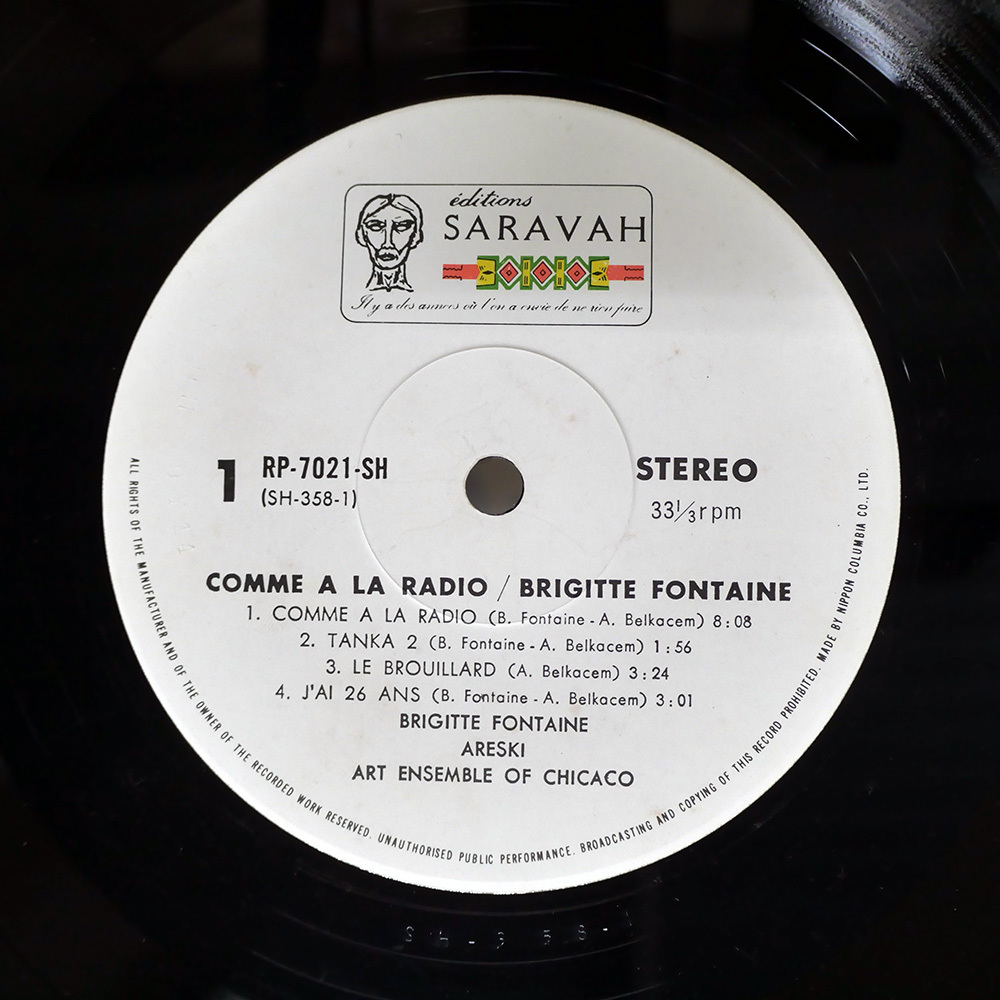 éditions
SARAVAH
Il y a des annees où l'on a envie de ne rien faire
1 RP-7021-SH STEREO
(SH-358-1) 33⅓rpm
COMME A LA RADIO / BRIGITTE FONTAINE
1. COMME A LA RADIO (B. Fontaine - A. Belkacem) 8:08
2. TANKA 2 (B. Fontaine - A. Belkacem) 1:56
3. LE BROUILLARD (A. Belkacem) 3:24
4. J'AI 26 ANS (B. Fontaine - A. Belkacem) 3:01
BRIGITTE FONTAINE
ARESKI
ART ENSEMBLE OF CHICACO
ALL RIGHTS OF THE MANUFACTURER AND OF THE OWNER OF THE RECORDED WORK RESERVED. UNAUTHORISED PUBLIC PERFORMANCE. BROADCASTING AND COPYING OF THIS RECORD PROHIBITED. MADE BY NIPPON COLUMBIA CO., LTD.
SH-358-1